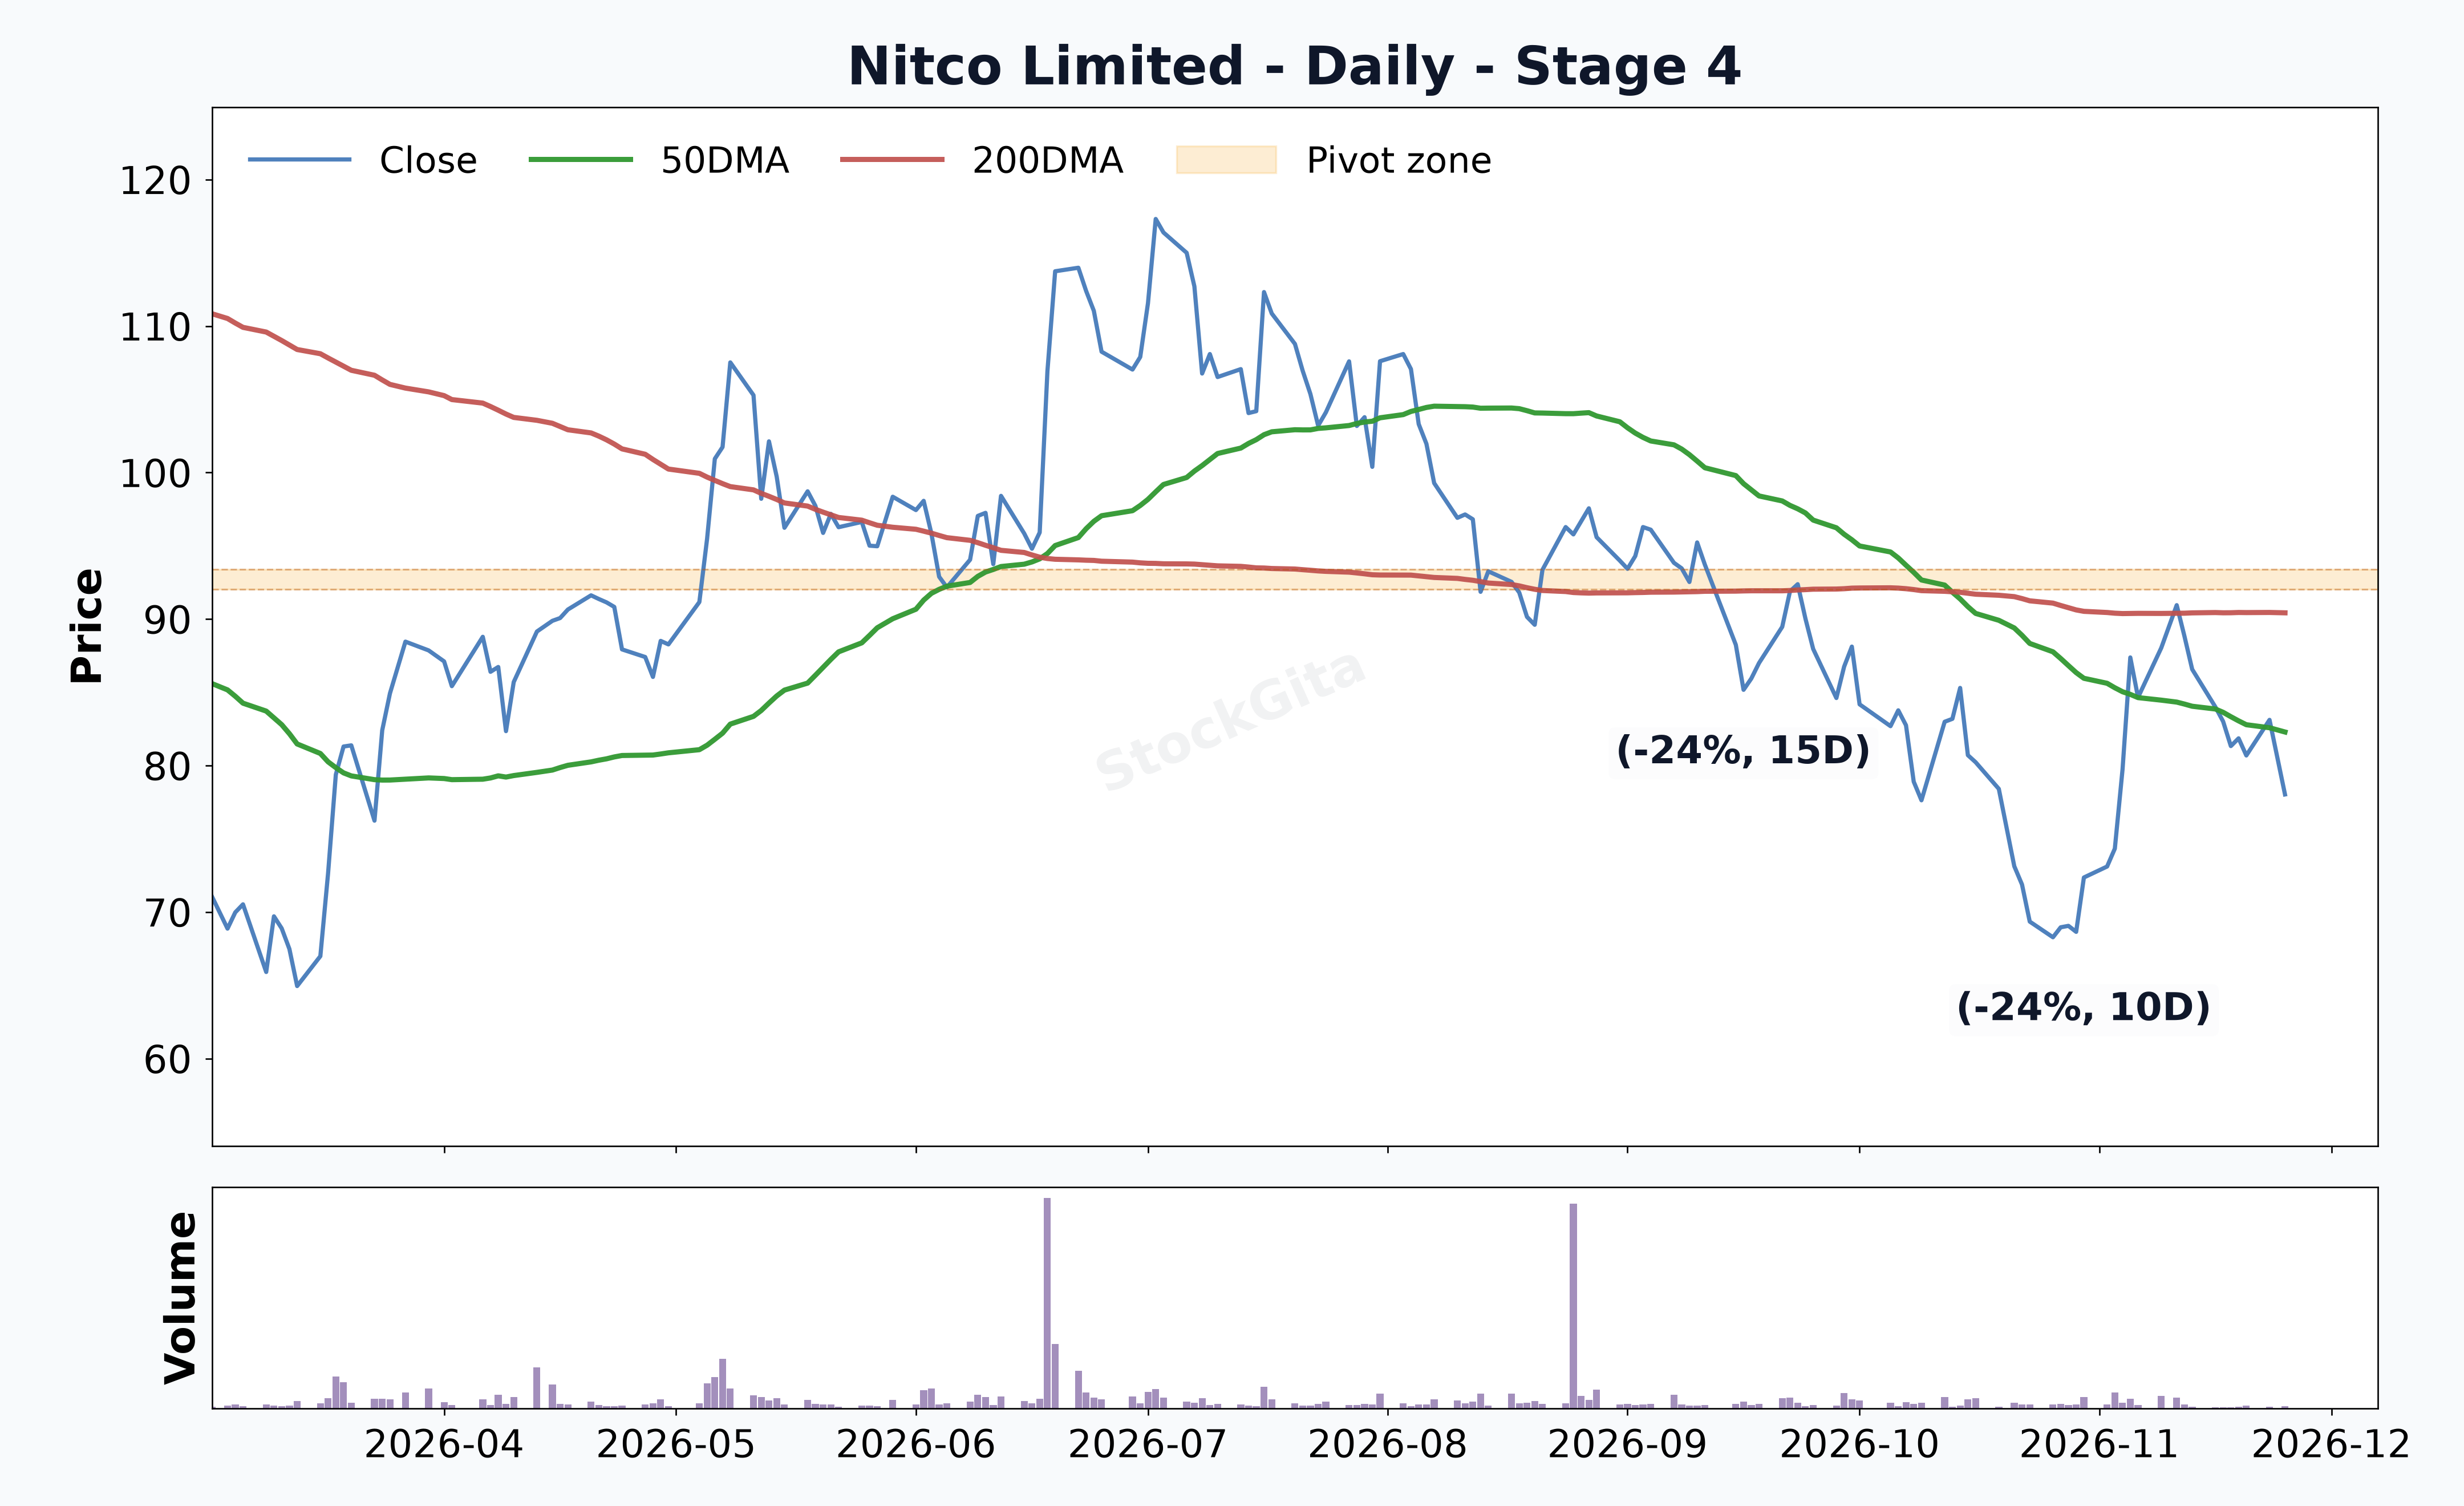 Nitco Limited - Daily - Stage 4
Close 50DMA 200DMA Pivot zone
120
110
100
90
80
70
60
Price
StockGita
(-24%, 15D)
(-24%, 10D)
Volume
2026-04 2026-05 2026-06 2026-07 2026-08 2026-09 2026-10 2026-11 2026-12